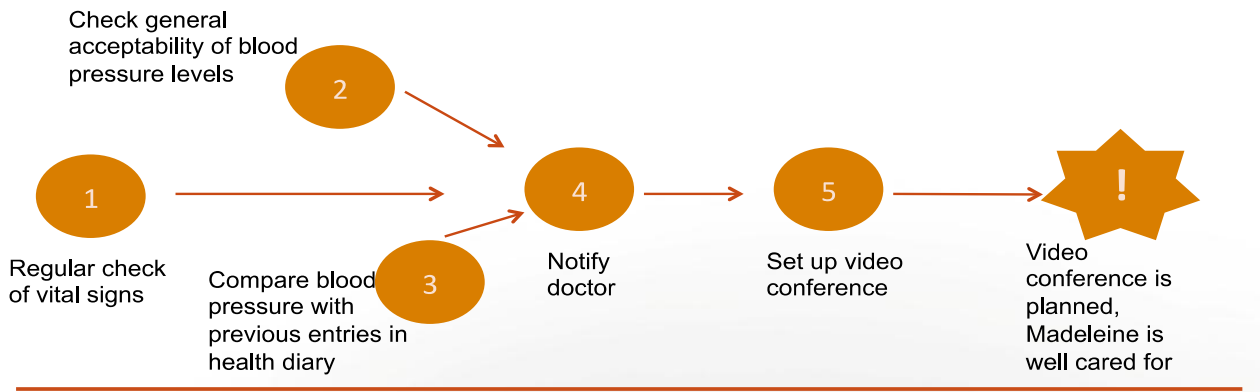 Check general
acceptability of blood
pressure levels
2
1
Regular check
of vital signs
3
Compare blood
pressure with
previous entries in
health diary
4
Notify
doctor
5
Set up video
conference
!
Video
conference is
planned,
Madeleine is
well cared for